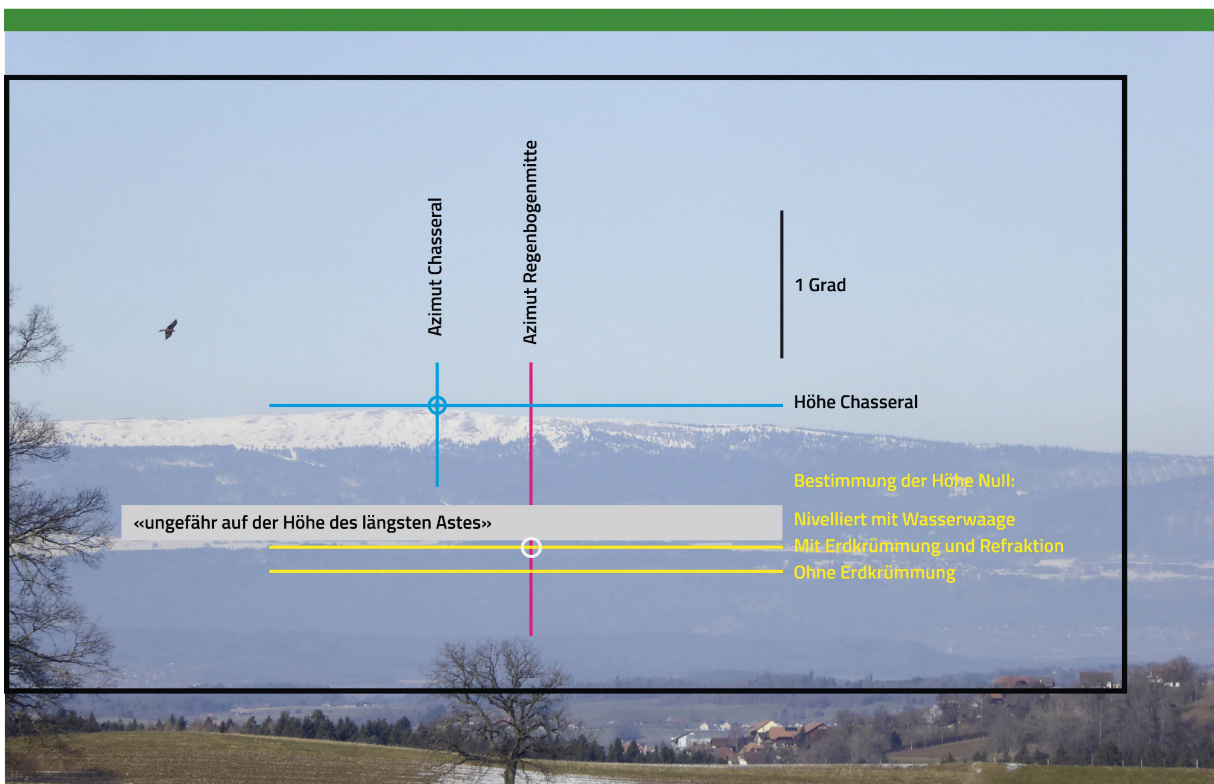 Azimut Chasseral
Azimut Regenbogenmitte
1 Grad
Höhe Chasseral
Bestimmung der Höhe Null:
«ungefähr auf der Höhe des längsten Astes»
Nivelliert mit Wasserwaage
Mit Erdkrümmung und Refraktion
Ohne Erdkrümmung